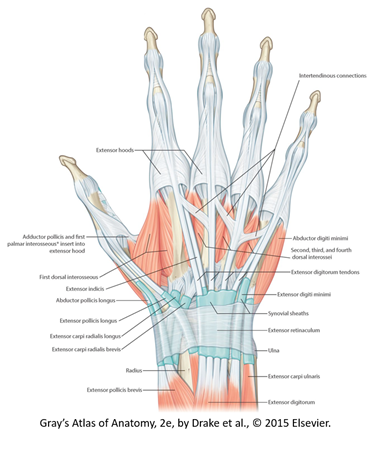 Intertendinous connections
Extensor hoods
Adductor pollicis and first
palmar interosseous* insert into
extensor hood
Abductor digiti minimi
Second, third, and fourth
dorsal interossei
First dorsal interosseous
Extensor digitorum tendons
Extensor indicis
Extensor digiti minimi
Abductor pollicis longus
Synovial sheaths
Extensor pollicis longus
Extensor retinaculum
Extensor carpi radialis longus
Extensor carpi radialis brevis
Ulna
Radius
Extensor carpi ulnaris
Extensor pollicis brevis
Extensor digitorum
Gray's Atlas of Anatomy, 2e, by Drake et al., © 2015 Elsevier.